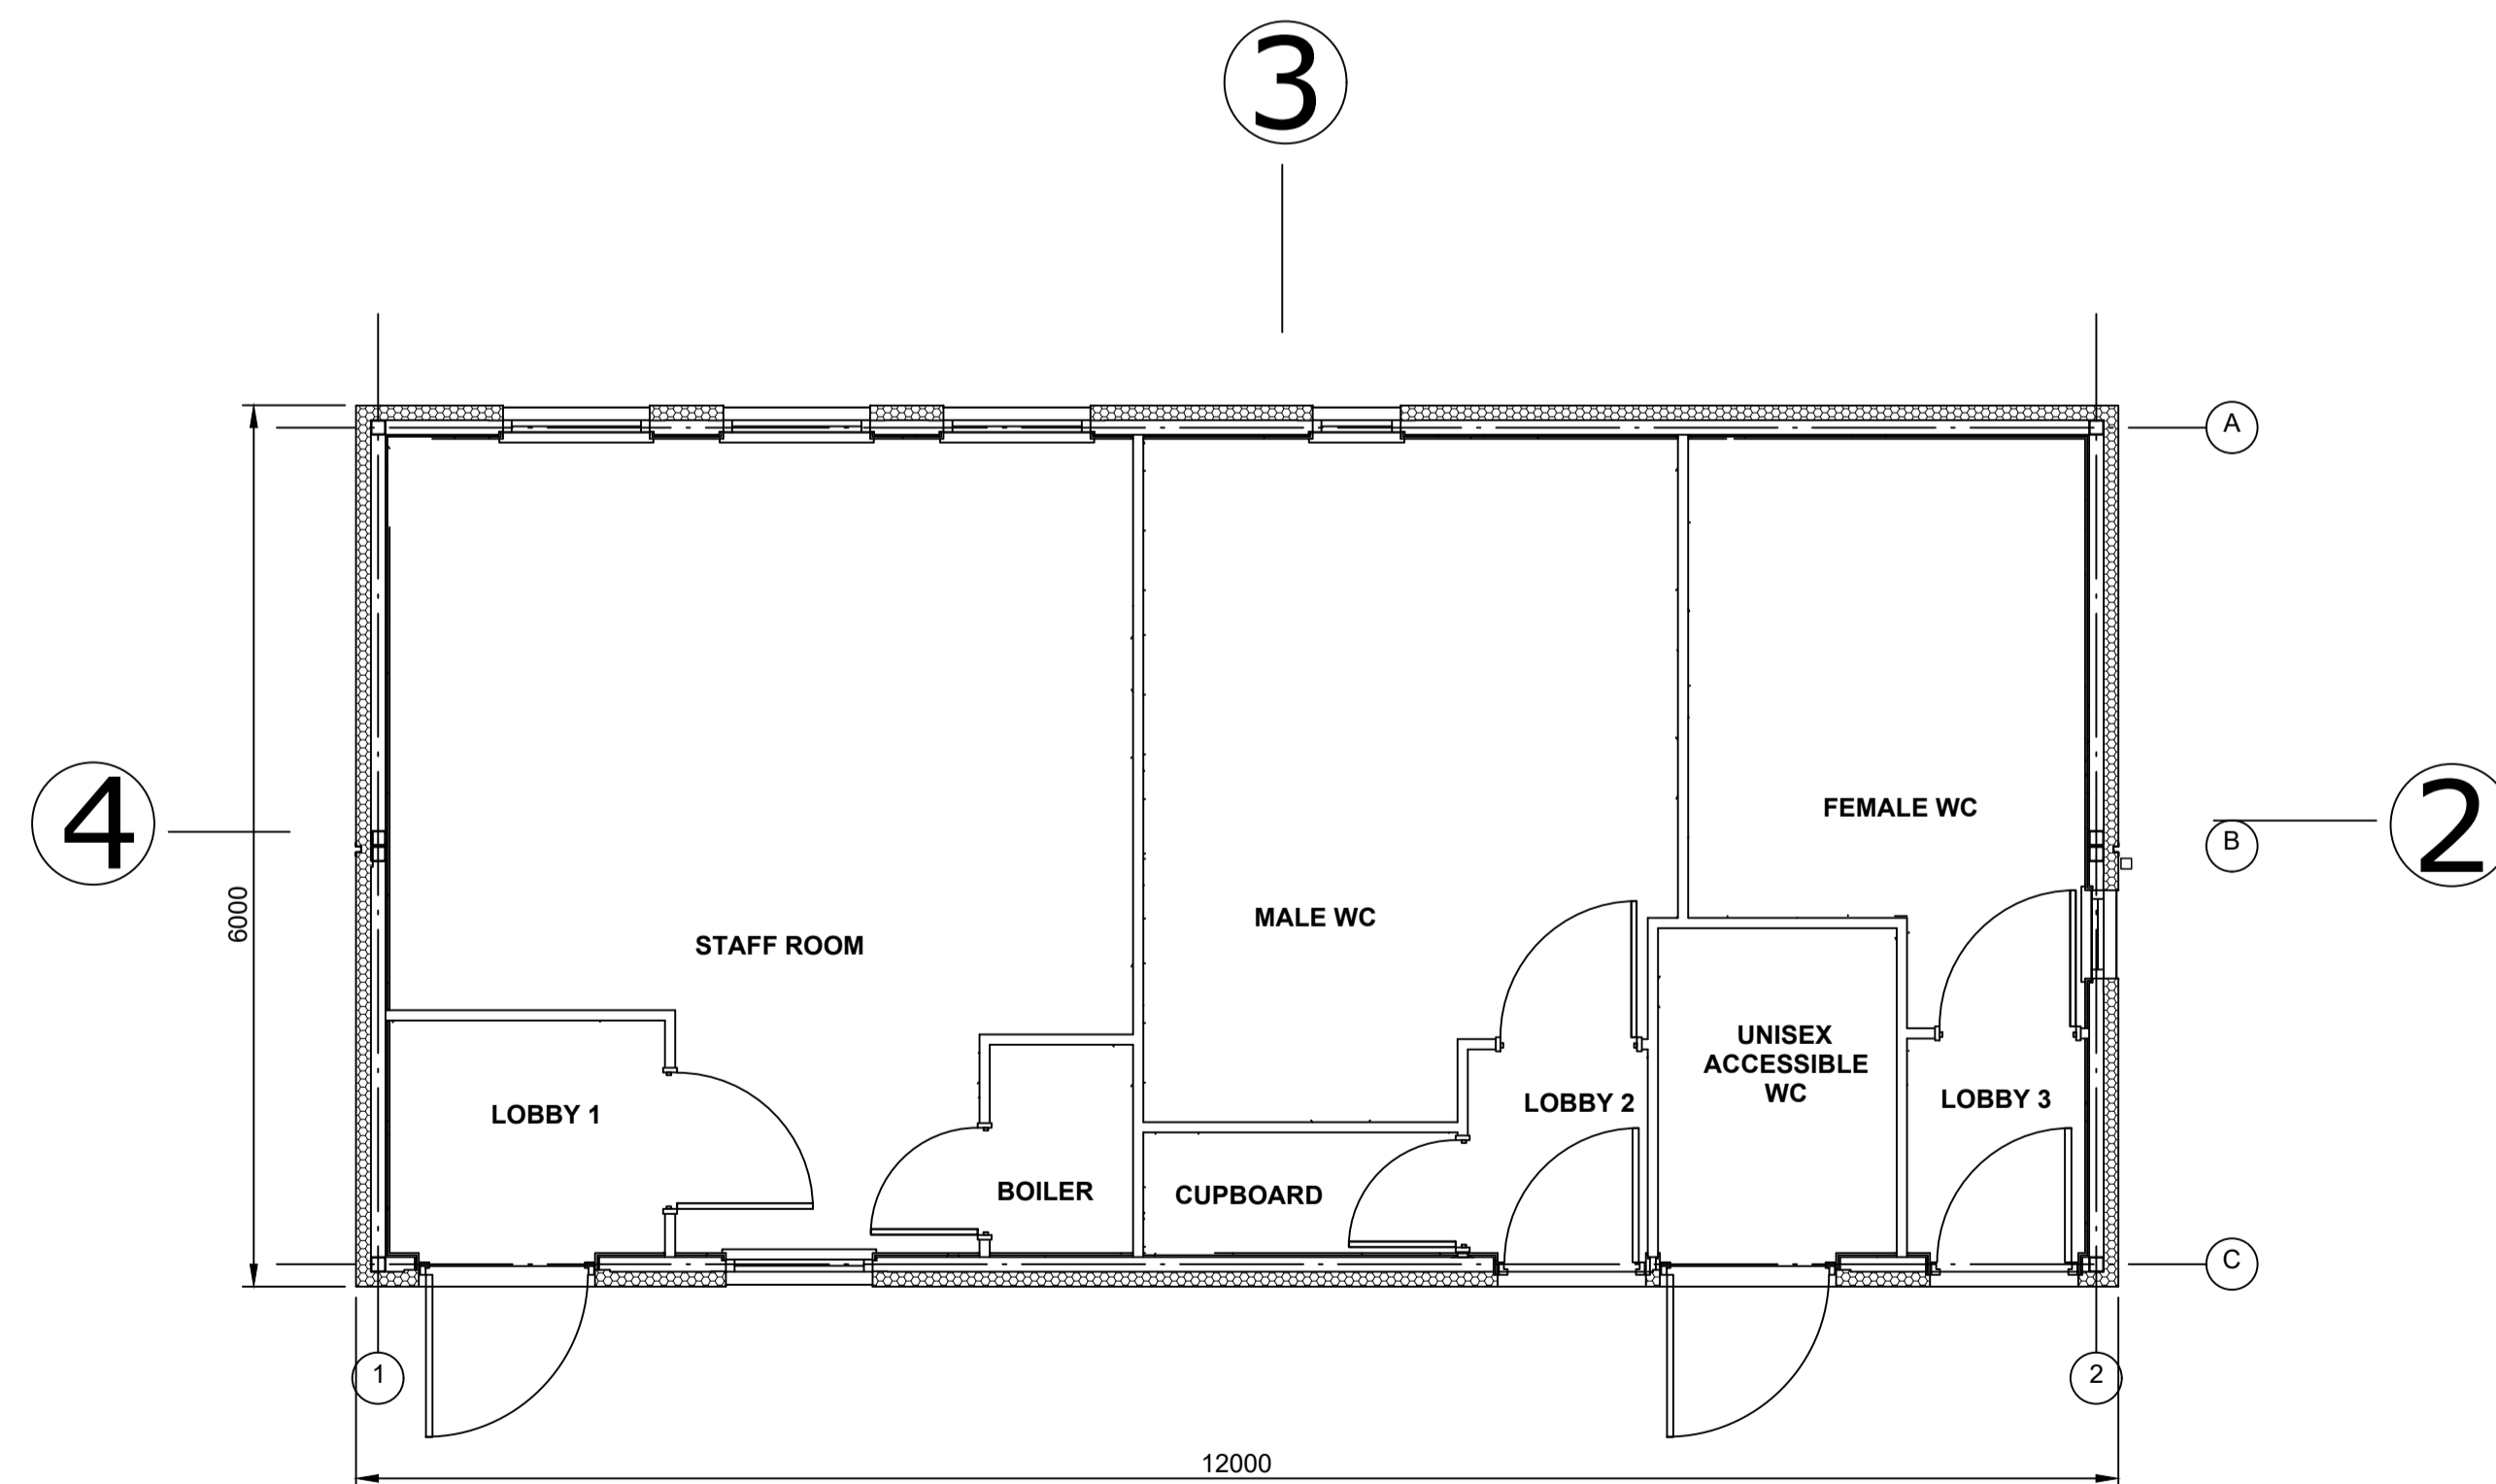 3
A
4
2
B
FEMALE WC
6000
MALE WC
STAFF ROOM
UNISEX
ACCESSIBLE
WC
LOBBY 1
LOBBY 2
LOBBY 3
BOILER
CUPBOARD
C
1
2
12000